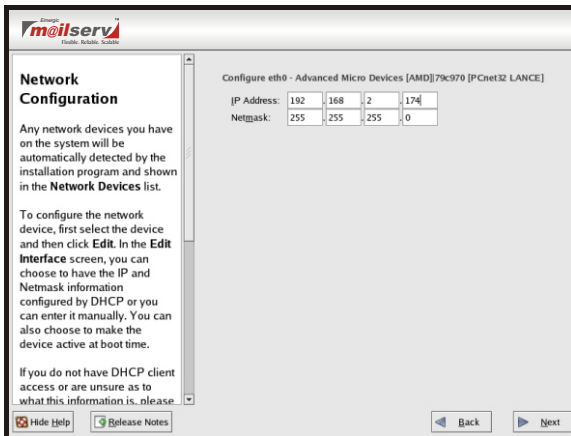 Emergic
m@ilserv
Flexible. Reliable. Scalable
Network
Configuration
Any network devices you have
on the system will be
automatically detected by the
installation program and shown
in the Network Devices list.
To configure the network
device, first select the device
and then click Edit. In the Edit
Interface screen, you can
choose to have the IP and
Netmask information
configured by DHCP or you
can enter it manually. You can
also choose to make the
device active at boot time.
If you do not have DHCP client
access or are unsure as to
what this information is, please
Configure eth0 - Advanced Micro Devices [AMD]|79c970 [PCnet32 LANCE]
IP Address: 192 . 168 . 2 . 174
Netmask: 255 . 255 . 255 . 0
Hide Help
Release Notes
Back
Next